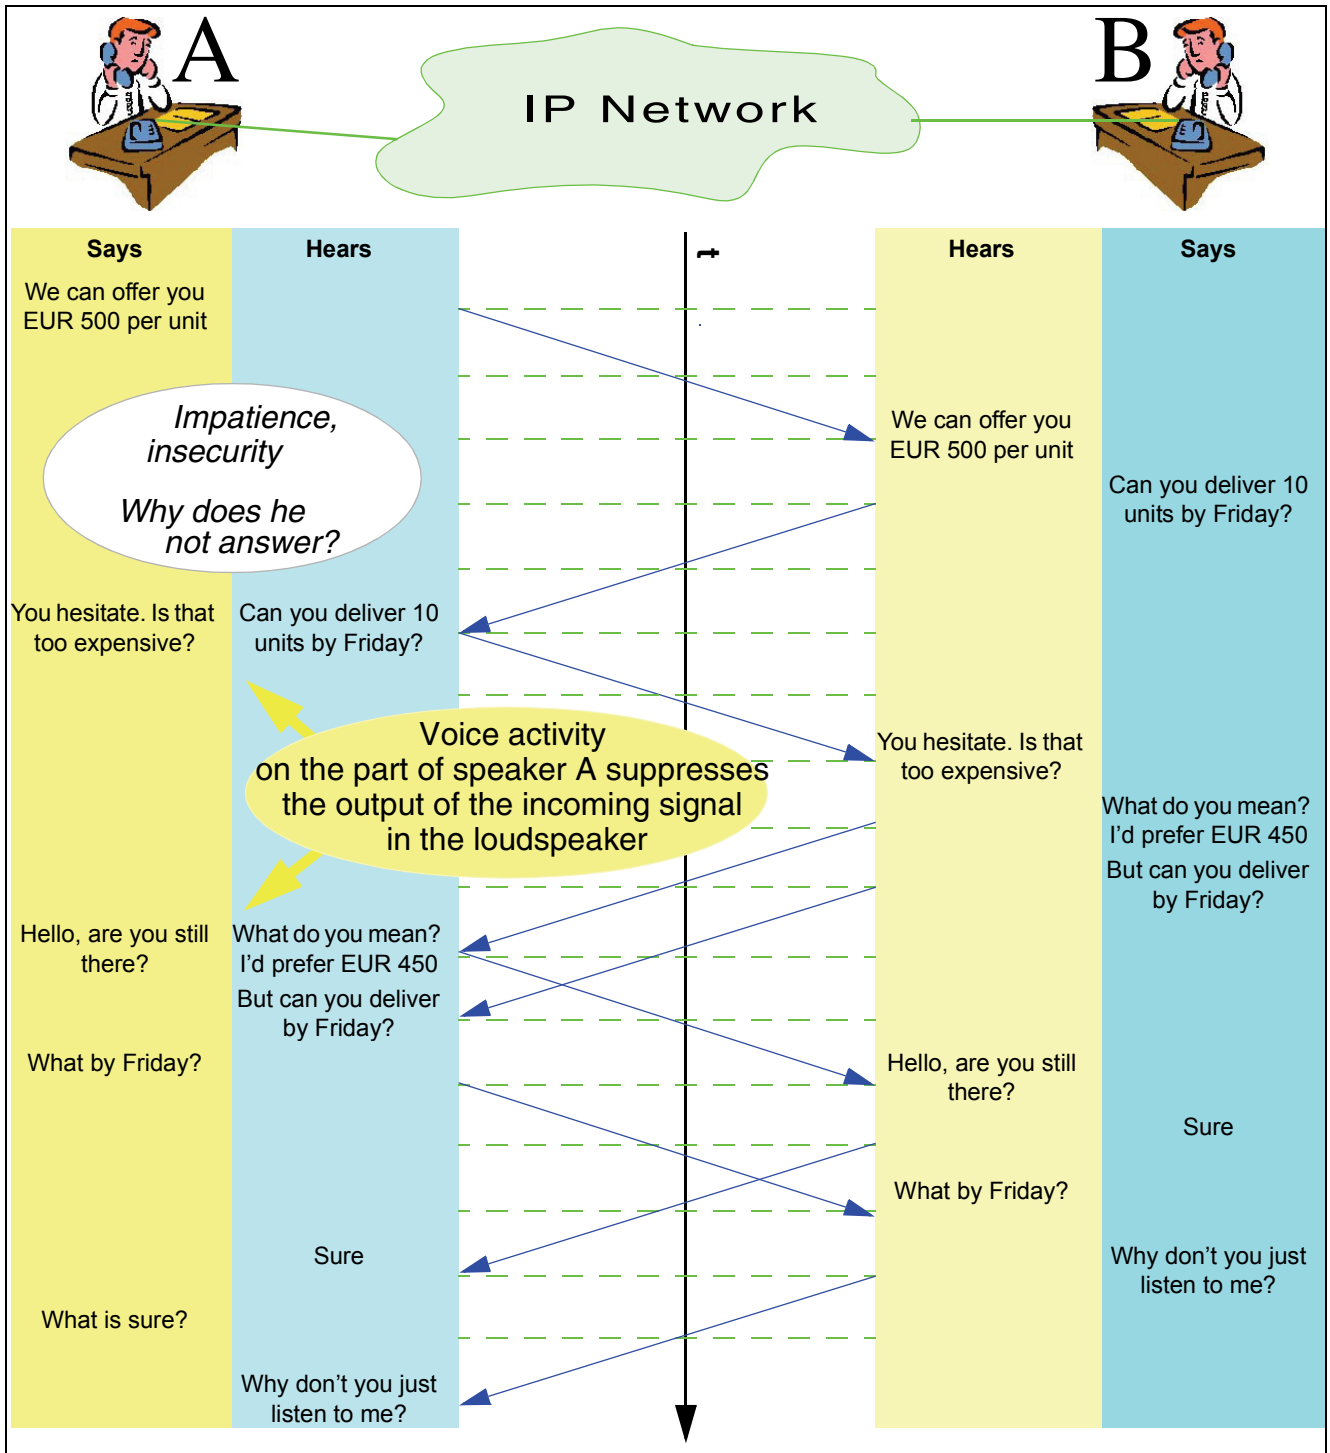 A
IP Network
B
Says
Hears
t
Hears
Says
We can offer you
EUR 500 per unit
Impatience,
insecurity
Why does he
not answer?
We can offer you
EUR 500 per unit
Can you deliver 10
units by Friday?
You hesitate. Is that
too expensive?
Can you deliver 10
units by Friday?
Voice activity
on the part of speaker A suppresses
the output of the incoming signal
in the loudspeaker
You hesitate. Is that
too expensive?
What do you mean?
I'd prefer EUR 450
But can you deliver
by Friday?
Hello, are you still
there?
What do you mean?
I'd prefer EUR 450
But can you deliver
by Friday?
What by Friday?
Hello, are you still
there?
Sure
What by Friday?
Sure
Why don't you just
listen to me?
What is sure?
Why don't you just
listen to me?